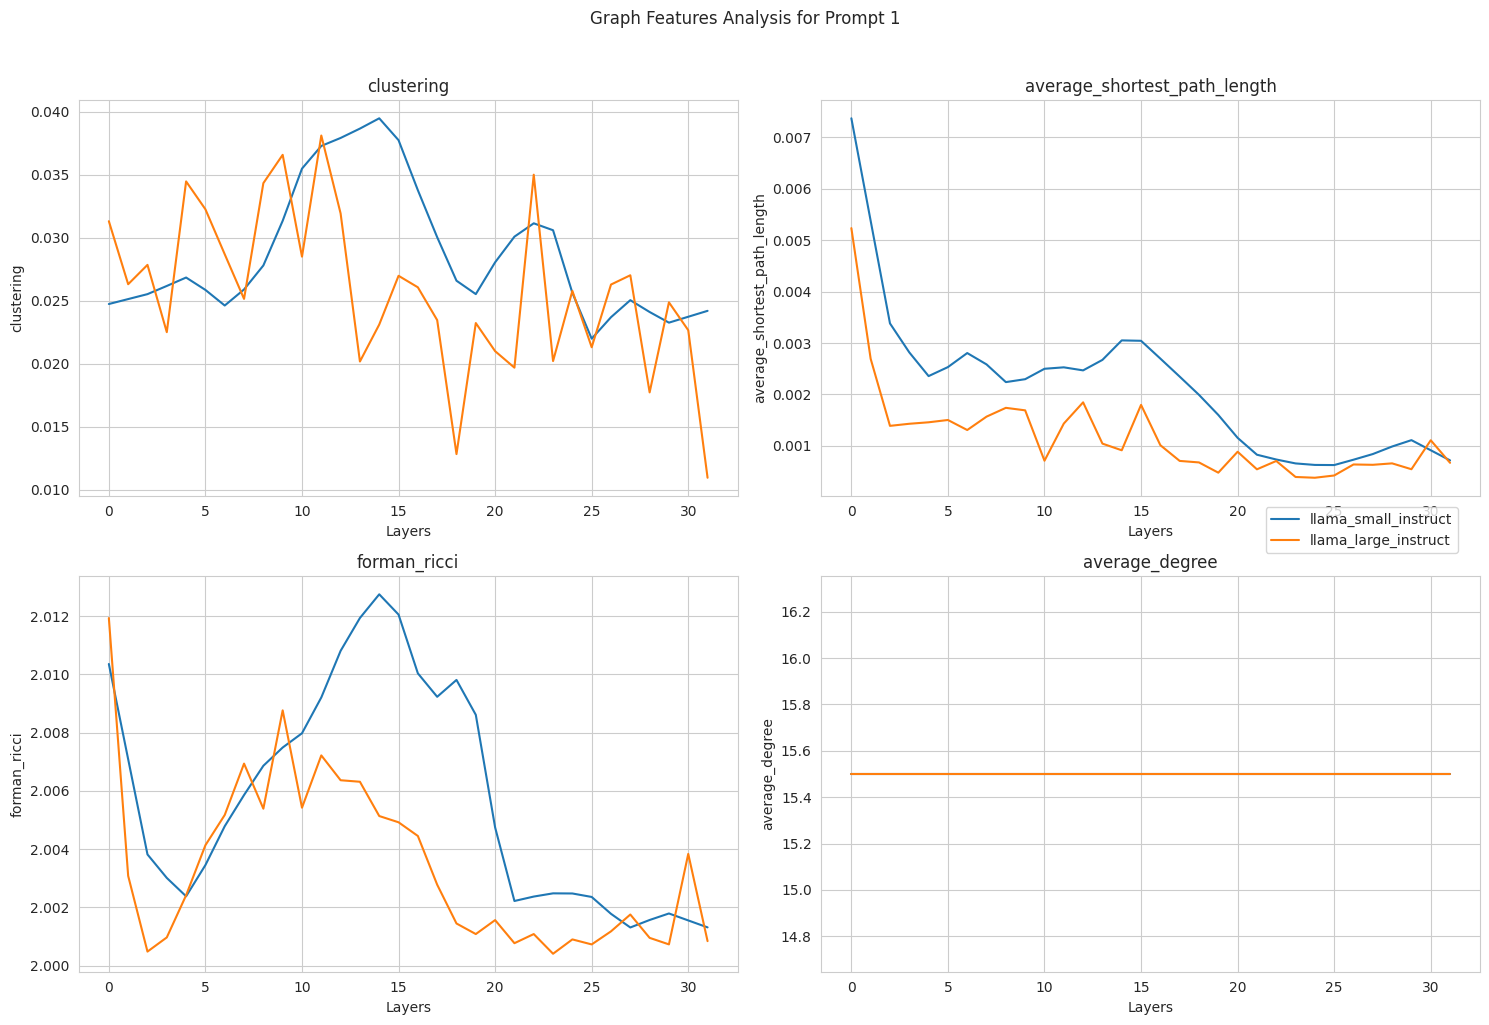 Graph Features Analysis for Prompt 1
clustering
clustering
0.040
0.035
0.030
0.025
0.020
0.015
0.010
0 5 10 15 20 25 30
Layers
average_shortest_path_length
average_shortest_path_length
0.007
0.006
0.005
0.004
0.003
0.002
0.001
0 5 10 15 20 25 30
Layers
llama_small_instruct
llama_large_instruct
forman_ricci
forman_ricci
2.012
2.010
2.008
2.006
2.004
2.002
2.000
0 5 10 15 20 25 30
Layers
average_degree
average_degree
16.2
16.0
15.8
15.6
15.4
15.2
15.0
14.8
0 5 10 15 20 25 30
Layers